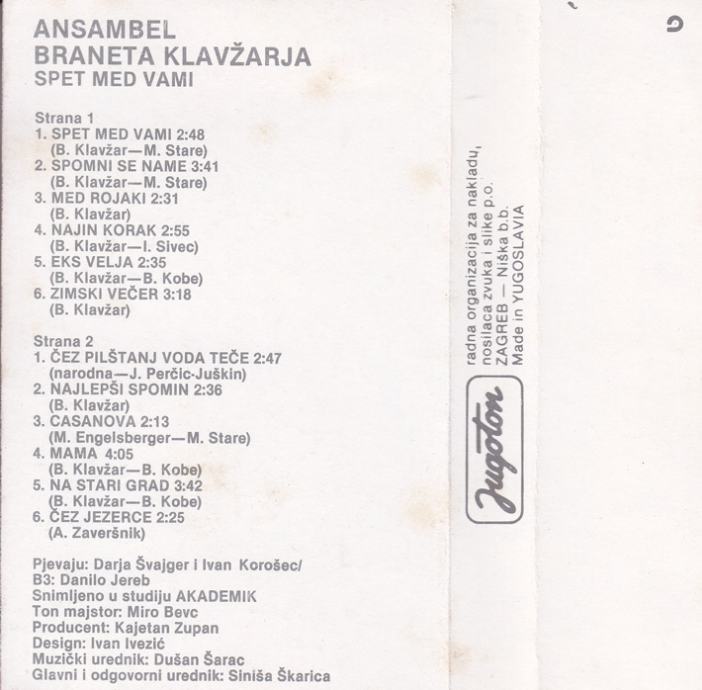 ANSAMBEL
BRANETA KLAVŽARJA
SPET MED VAMI
Strana 1
1. SPET MED VAMI 2:48
(B. Klavžar—M. Stare)
2. SPOMNI SE NAME 3:41
(B. Klavžar—M. Stare)
3. MED ROJAKI 2:31
(B. Klavžar)
4. NAJIN KORAK 2:55
(B. Klavžar—I. Sivec)
5. EKS VELJA 2:35
(B. Klavžar—B. Kobe)
6. ZIMSKI VEČER 3:18
(B. Klavžar)
Strana 2
1. ČEZ PILŠTANJ VODA TEČE 2:47
(narodna—J. Perčic-Juškin)
2. NAJLEPŠI SPOMIN 2:36
(B. Klavžar)
3. CASANOVA 2:13
(M. Engelsberger—M. Stare)
4. MAMA 4:05
(B. Klavžar—B. Kobe)
5. NA STARI GRAD 3:42
(B. Klavžar—B. Kobe)
6. ČEZ JEZERCE 2:25
(A. Zaveršnik)
Pjevaju: Darja Švajger i Ivan Korošec/
B3: Danilo Jereb
Snimljeno u studiju AKADEMIK
Ton majstor: Miro Bevc
Producent: Kajetan Zupan
Design: Ivan Ivezić
Muzički urednik: Dušan Šarac
Glavni i odgovorni urednik: Siniša Škarica
radna organizacija za nakladu,
nosilaca zvuka i slike p.o.
ZAGREB — Niška b.b.
Made in YUGOSLAVIA
Jugoton